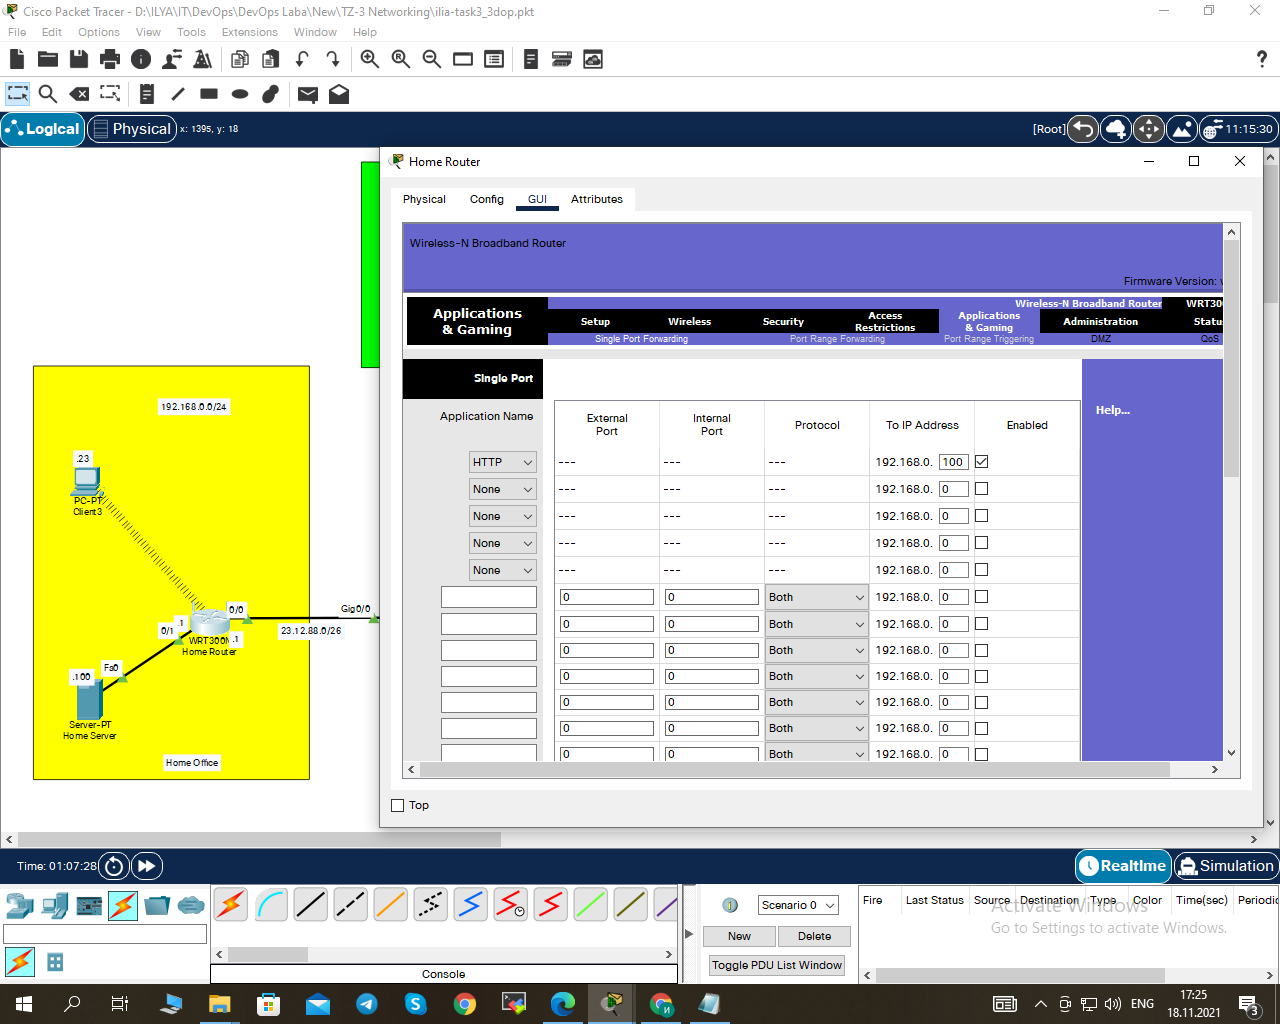 Cisco Packet Tracer - D:\ILYA\IT\DevOps\DevOps Laba\New\TZ-3 Networking\ilia-task3_3dop.pkt
File Edit Options View Tools Extensions Window Help
Logical Physical x: 1395, y: 18 [Root] 11:15:30
Home Router
Physical Config GUI Attributes
Wireless-N Broadband Router
Firmware Version:
Wireless-N Broadband Router WRT30
Applications
& Gaming
Setup Wireless Security Access Restrictions Applications & Gaming Administration Status
Single Port Forwarding Port Range Forwarding Port Range Triggering DMZ QoS
Single Port
Help...
Application Name External Port Internal Port Protocol To IP Address Enabled
HTTP --- --- --- 192.168.0. 100
None --- --- --- 192.168.0. 0
None --- --- --- 192.168.0. 0
None --- --- --- 192.168.0. 0
None --- --- --- 192.168.0. 0
0 0 Both 192.168.0. 0
0 0 Both 192.168.0. 0
0 0 Both 192.168.0. 0
0 0 Both 192.168.0. 0
0 0 Both 192.168.0. 0
0 0 Both 192.168.0. 0
0 0 Both 192.168.0. 0
Top
192.168.0.0/24
.23
PC-PT
Client3
0/0
Gig0/0
.1
0/1
23.12.88.0/26
WRT300N
.1
Home Router
Fa0
.100
Server-PT
Home Server
Home Office
Time: 01:07:28 Realtime Simulation
Scenario 0
New Delete
Toggle PDU List Window
Fire Last Status Source Destination Type Color Time(sec) Periodic
Activate Windows
Go to Settings to activate Windows.
Console
ENG
17:25
18.11.2021
3